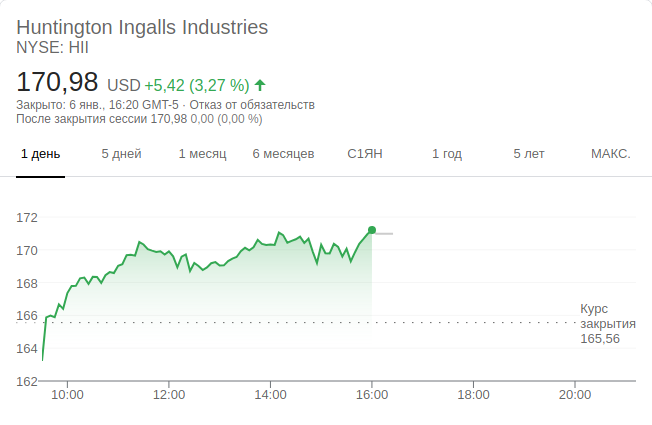 Huntington Ingalls Industries
NYSE: HII
170,98 USD +5,42 (3,27 %)
Закрыто: 6 янв., 16:20 GMT-5 · Отказ от обязательств
После закрытия сессии 170,98 0,00 (0,00 %)
1 день 5 дней 1 месяц 6 месяцев С1ЯН 1 год 5 лет МАКС.
172
170
168
166
164
162
Курс
закрытия
165,56
10:00 12:00 14:00 16:00 18:00 20:00